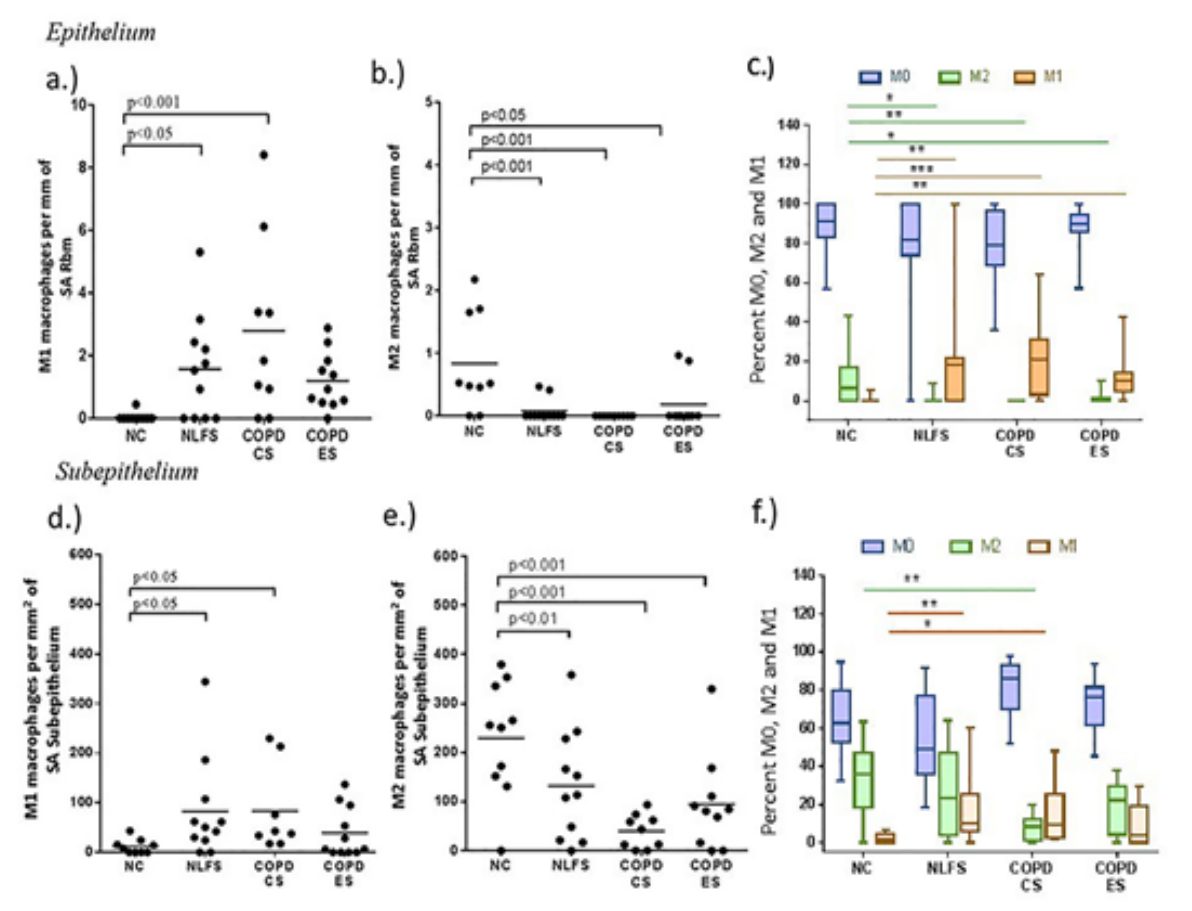 Epithelium
a.)
M1 macrophages per mm of
SA Rbm
10
8
6
4
2
0
p<0.001
p<0.05
NC
NLFS
COPD
CS
COPD
ES
b.)
M2 macrophages per mm of
SA Rbm
5
4
3
2
1
0
p<0.05
p<0.001
p<0.001
NC
NLFS
COPD
CS
COPD
ES
c.)
M0 M2 M1
Percent M0, M2 and M1
140
120
100
80
60
40
20
0
*
**
*
**
***
**
NC
NLFS
COPD
CS
COPD
ES
Subepithelium
d.)
M1 macrophages per mm² of
SA Subepithelium
600
500
400
300
200
100
0
p<0.05
p<0.05
NC
NLFS
COPD
CS
COPD
ES
e.)
M2 macrophages per mm² of
SA Subepithelium
600
500
400
300
200
100
0
p<0.001
p<0.001
p<0.01
NC
NLFS
COPD
CS
COPD
ES
f.)
M0 M2 M1
Percent M0, M2 and M1
140
120
100
80
60
40
20
0
**
**
*
NC
NLFS
COPD
CS
COPD
ES